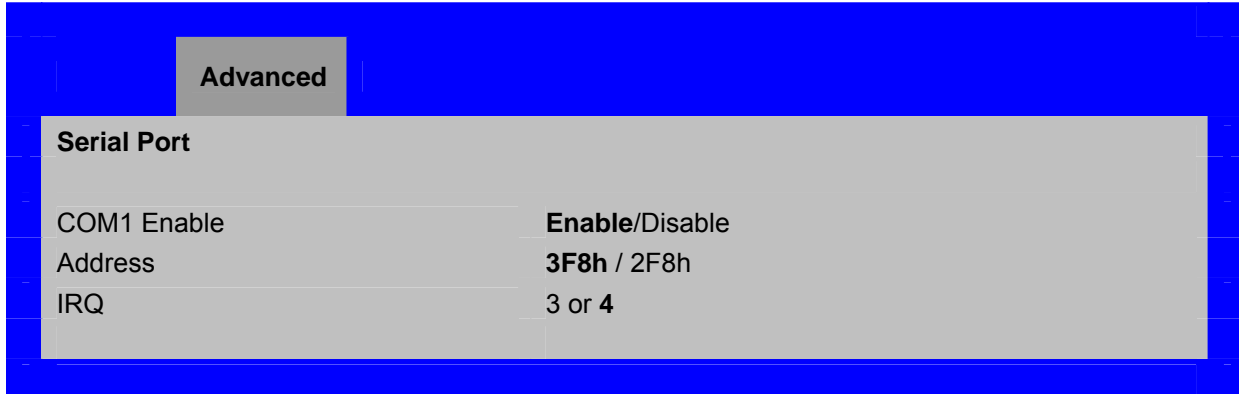 Advanced
Serial Port
COM1 Enable Enable/Disable
Address 3F8h / 2F8h
IRQ 3 or 4